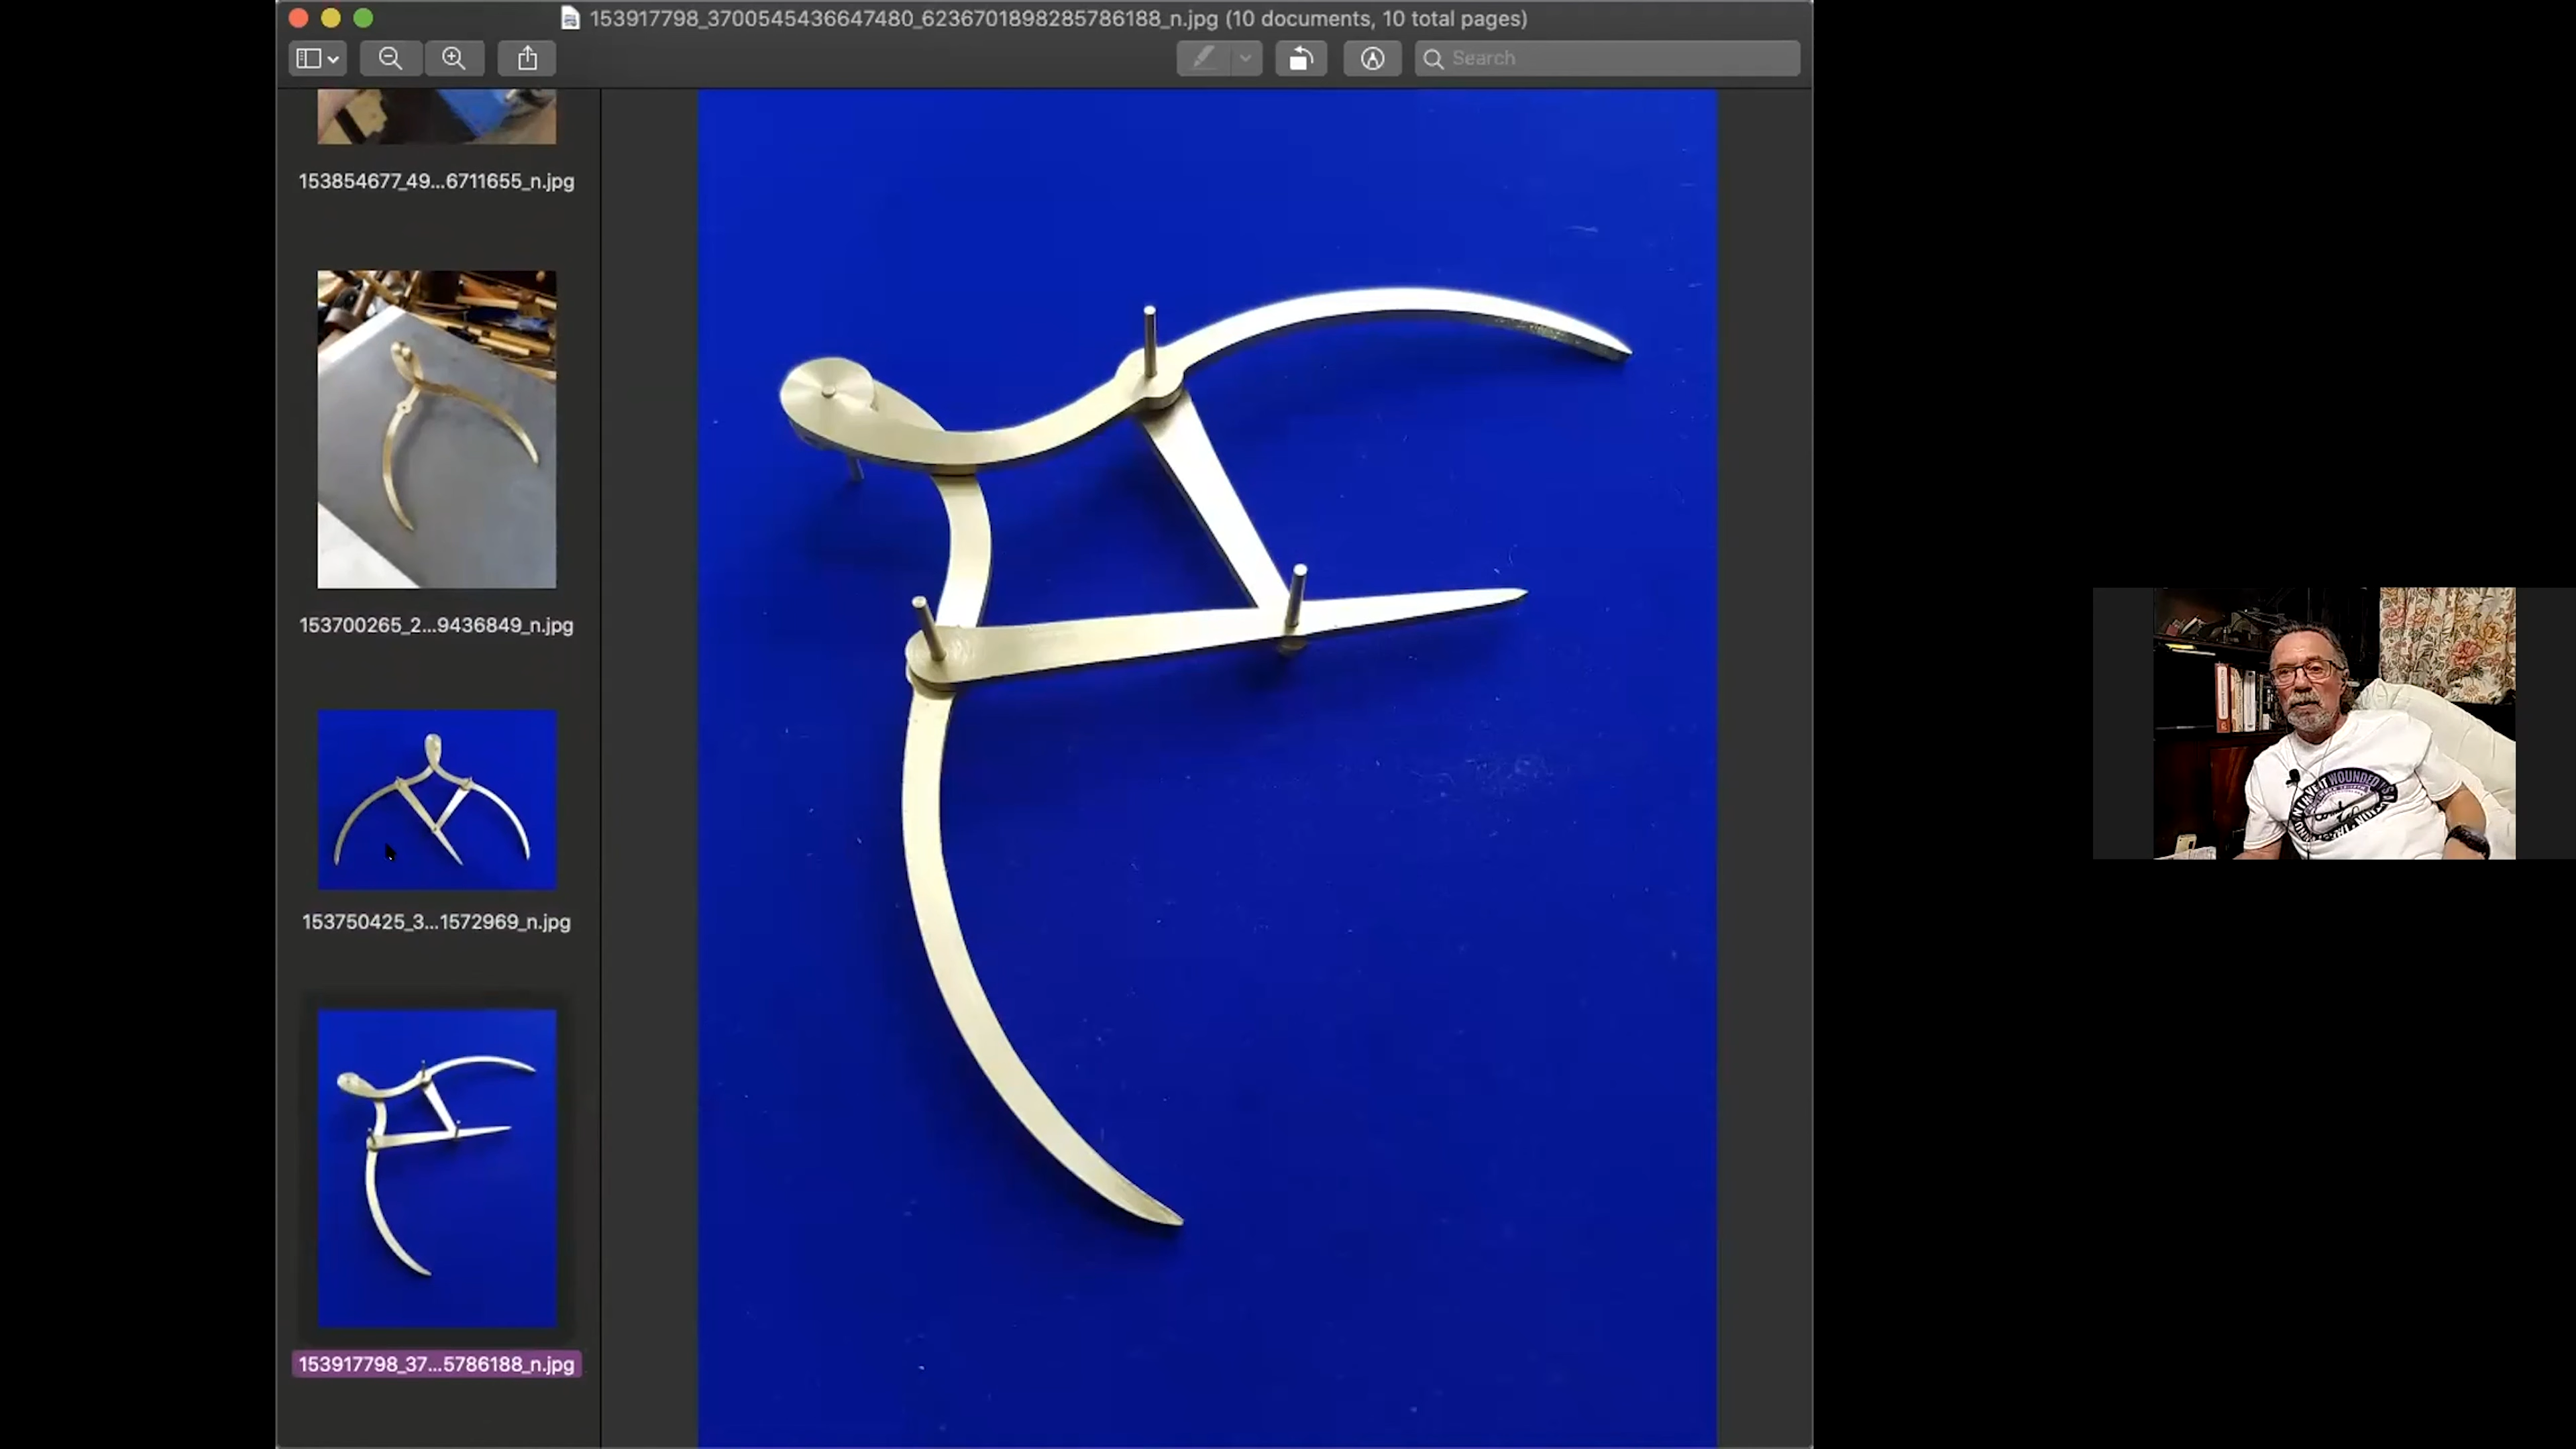 153917798_3700545436647480_6236701898285786188_n.jpg (10 documents, 10 total pages)
Search
153854677_49...6711655_n.jpg
153700265_2...9436849_n.jpg
153750425_3...1572969_n.jpg
153917798_37...5786188_n.jpg
WOUNDED